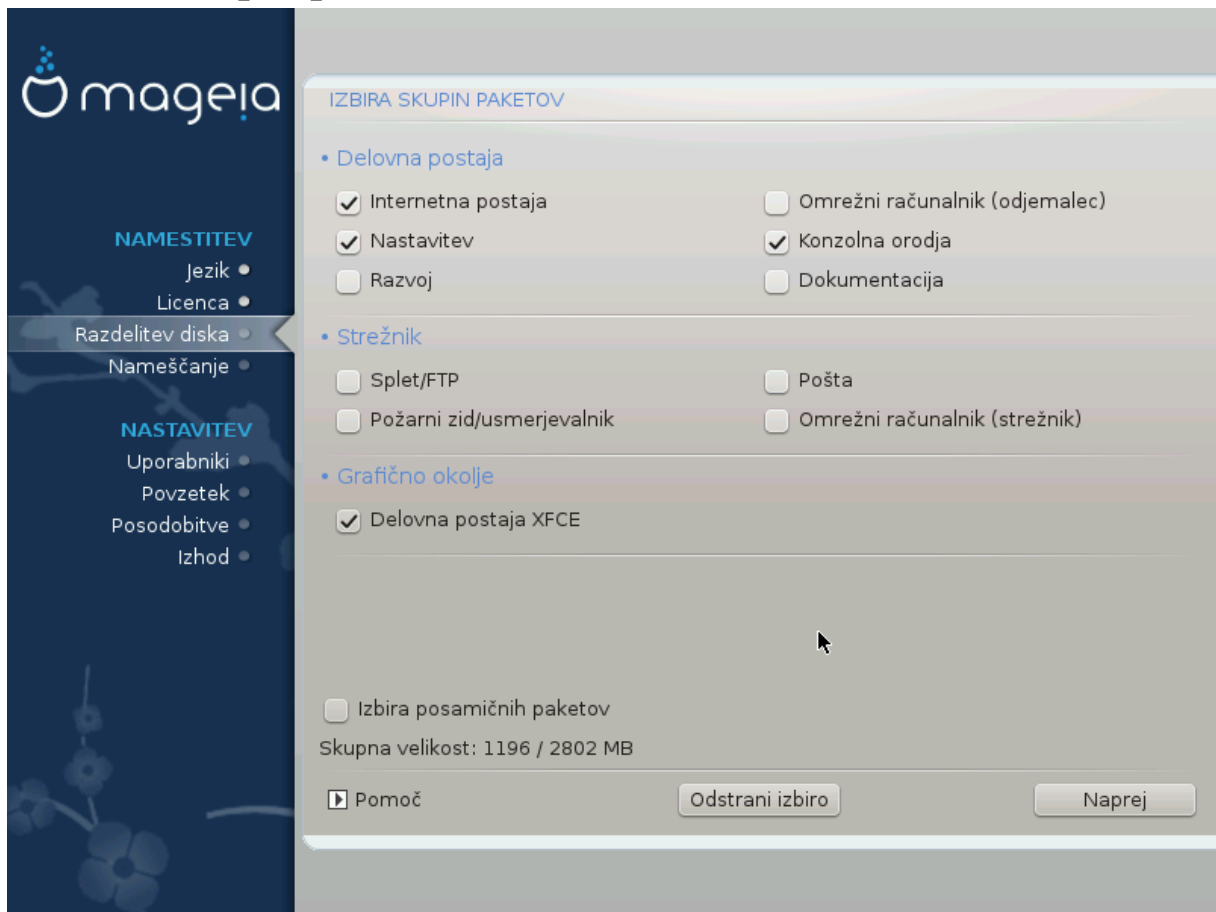 mageia
NAMESTITEV
Jezik
Licenca
Razdelitev diska
Nameščanje
NASTAVITEV
Uporabniki
Povzetek
Posodobitve
Izhod
IZBIRA SKUPIN PAKETOV
• Delovna postaja
Internetna postaja
Omrežni računalnik (odjemalec)
Nastavitev
Konzolna orodja
Razvoj
Dokumentacija
• Strežnik
Splet/FTP
Pošta
Požarni zid/usmerjevalnik
Omrežni računalnik (strežnik)
• Grafično okolje
Delovna postaja XFCE
Izbira posamičnih paketov
Skupna velikost: 1196 / 2802 MB
Pomoč
Odstrani izbiro
Naprej